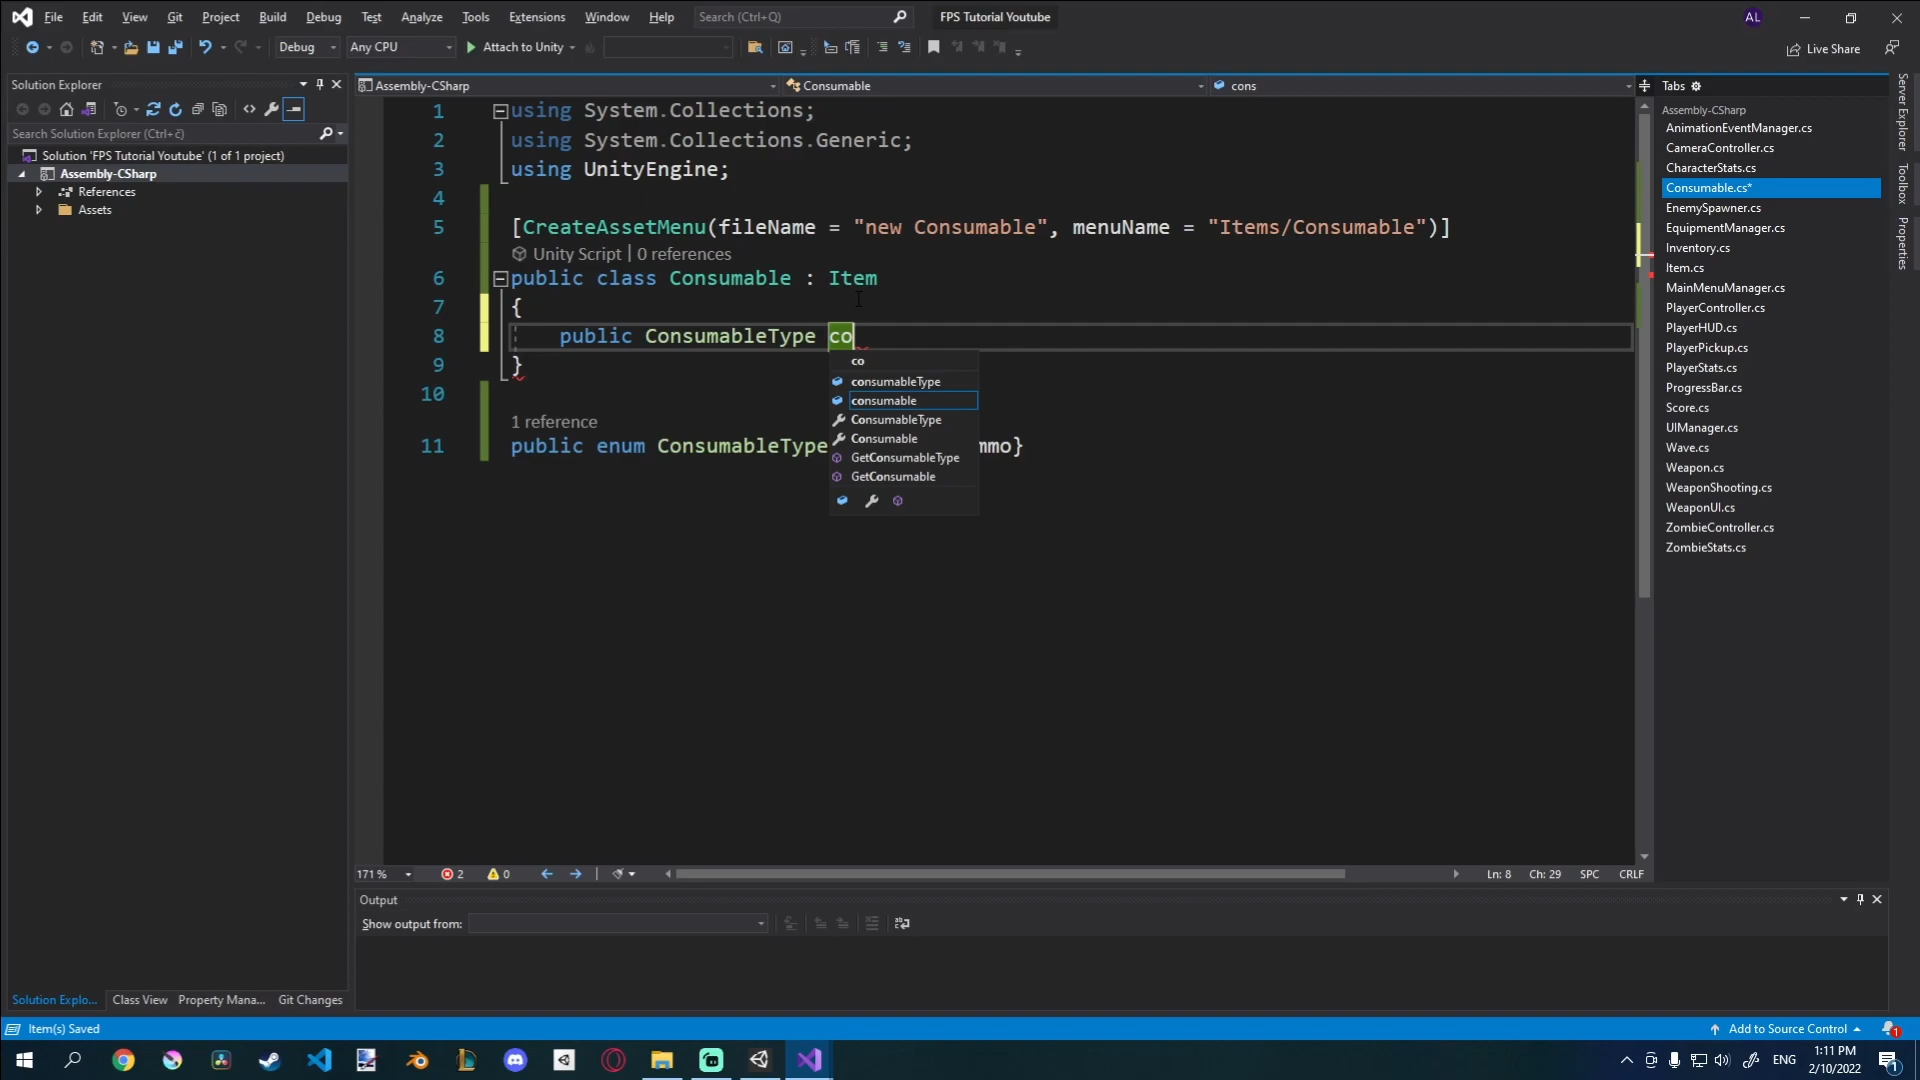 File Edit View Git Project Build Debug Test Analyze Tools Extensions Window Help Search (Ctrl+Q) FPS Tutorial Youtube AL
Debug Any CPU Attach to Unity Live Share
Solution Explorer
Search Solution Explorer (Ctrl+č)
Solution 'FPS Tutorial Youtube' (1 of 1 project)
Assembly-CSharp
References
Assets
Assembly-CSharp Consumable cons
1 using System.Collections;
2 using System.Collections.Generic;
3 using UnityEngine;
4
5 [CreateAssetMenu(fileName = "new Consumable", menuName = "Items/Consumable")]
Unity Script | 0 references
6 public class Consumable : Item
7 {
8 public ConsumableType co
9 }
10
1 reference
11 public enum ConsumableType mmo}
co
consumableType
consumable
ConsumableType
Consumable
GetConsumableType
GetConsumable
Tabs
Assembly-CSharp
AnimationEventManager.cs
CameraController.cs
CharacterStats.cs
Consumable.cs*
EnemySpawner.cs
EquipmentManager.cs
Inventory.cs
Item.cs
MainMenuManager.cs
PlayerController.cs
PlayerHUD.cs
PlayerPickup.cs
PlayerStats.cs
ProgressBar.cs
Score.cs
UIManager.cs
Wave.cs
Weapon.cs
WeaponShooting.cs
WeaponUI.cs
ZombieController.cs
ZombieStats.cs
Server Explorer
Toolbox
Properties
171 % 2 0 Ln: 8 Ch: 29 SPC CRLF
Output
Show output from:
Solution Explo... Class View Property Mana... Git Changes
Item(s) Saved Add to Source Control 1
ENG 1:11 PM
2/10/2022 1